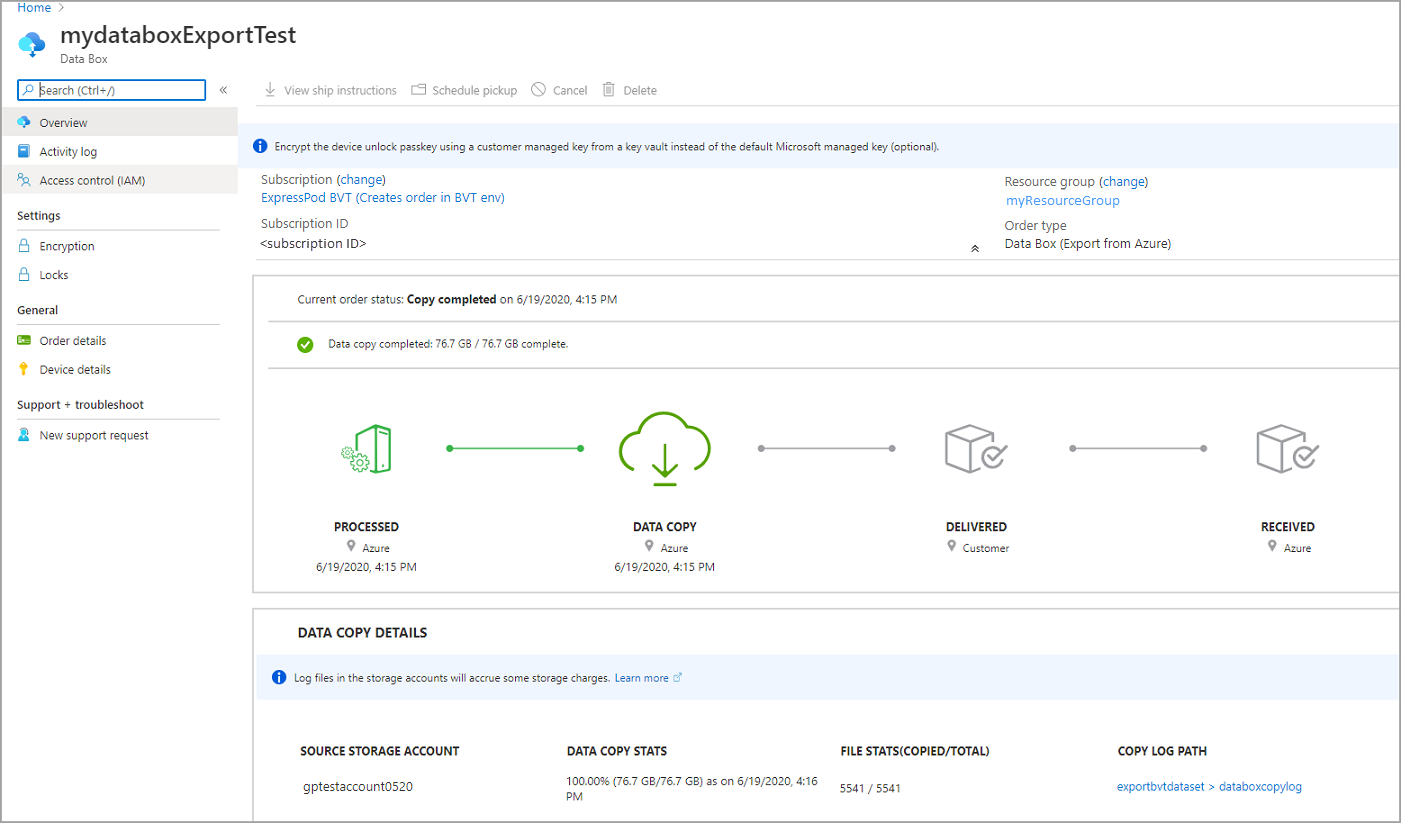 Home >
mydataboxExportTest
Data Box
Search (Ctrl+/)
«
View ship instructions
Schedule pickup
Cancel
Delete
Overview
Activity log
Access control (IAM)
Settings
Encryption
Locks
General
Order details
Device details
Support + troubleshoot
New support request
Encrypt the device unlock passkey using a customer managed key from a key vault instead of the default Microsoft managed key (optional).
Subscription (change)
ExpressPod BVT (Creates order in BVT env)
Subscription ID
<subscription ID>
Resource group (change)
myResourceGroup
Order type
Data Box (Export from Azure)
Current order status: Copy completed on 6/19/2020, 4:15 PM
Data copy completed: 76.7 GB / 76.7 GB complete.
PROCESSED
Azure
6/19/2020, 4:15 PM
DATA COPY
Azure
6/19/2020, 4:15 PM
DELIVERED
Customer
RECEIVED
Azure
DATA COPY DETAILS
Log files in the storage accounts will accrue some storage charges. Learn more
SOURCE STORAGE ACCOUNT
gptestaccount0520
DATA COPY STATS
100.00% (76.7 GB/76.7 GB) as on 6/19/2020, 4:16
PM
FILE STATS(COPIED/TOTAL)
5541 / 5541
COPY LOG PATH
exportbvtdataset > databoxcopylog